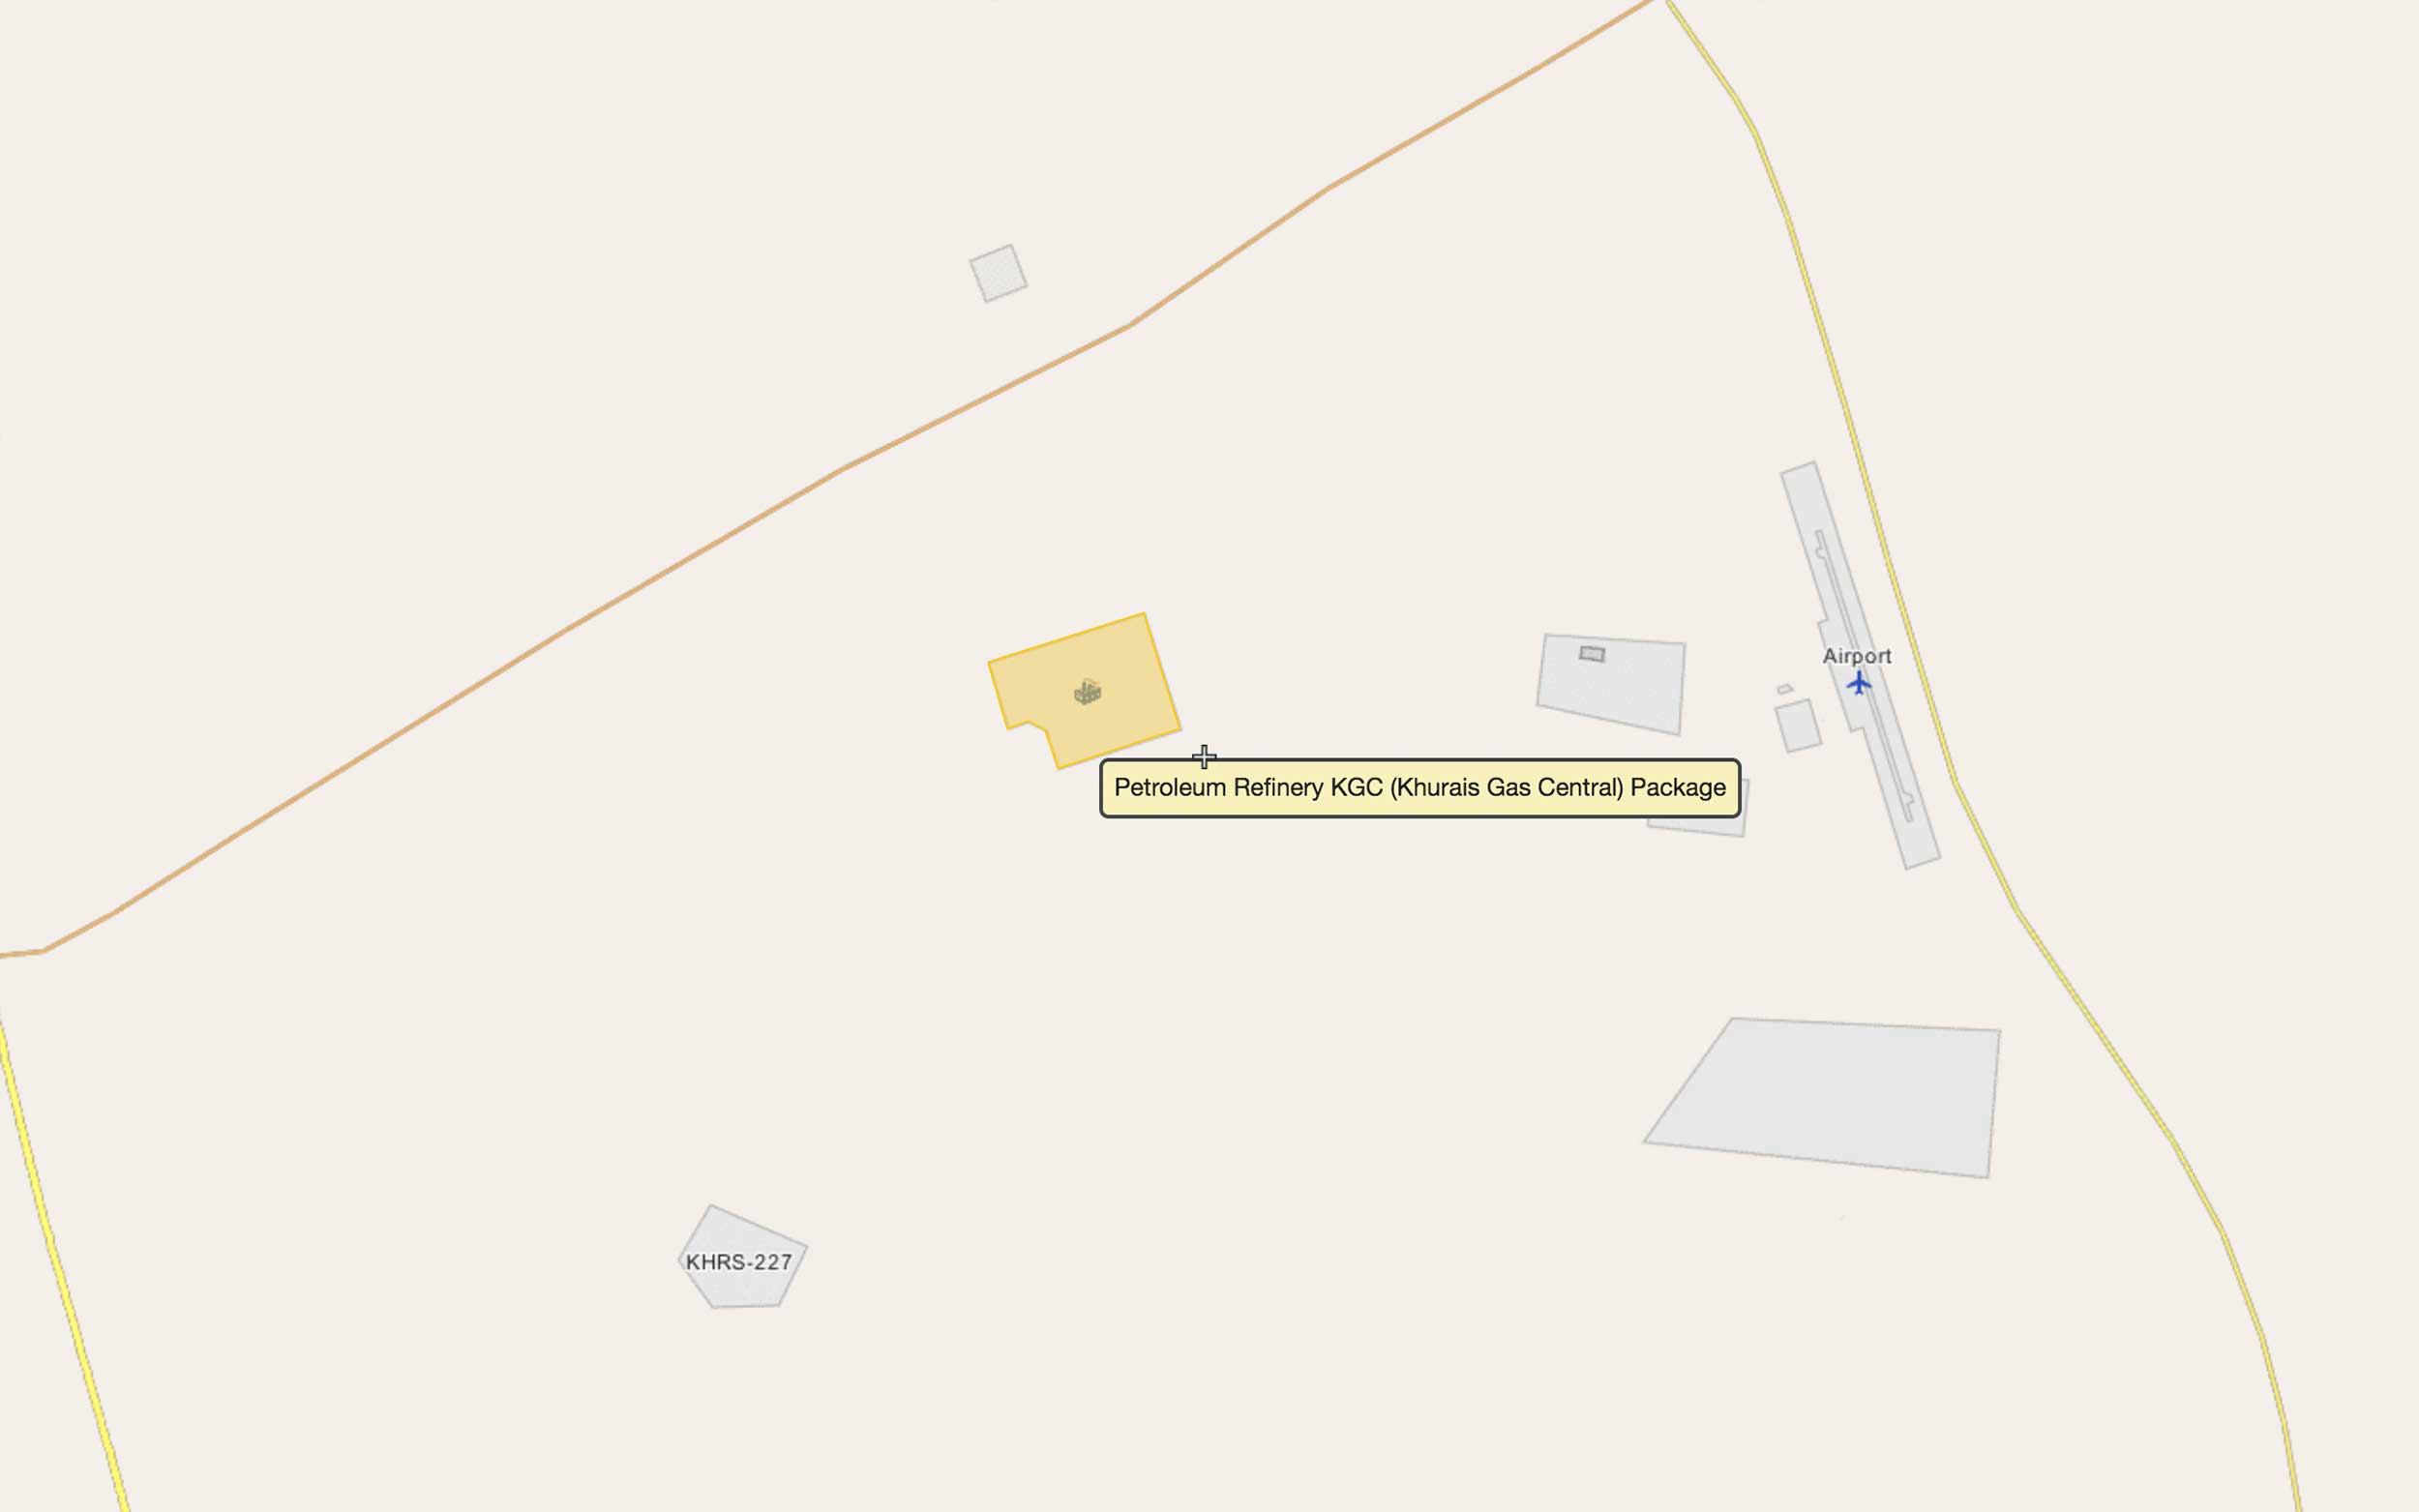 Airport
Petroleum Refinery KGC (Khurais Gas Central) Package
KHRS-227